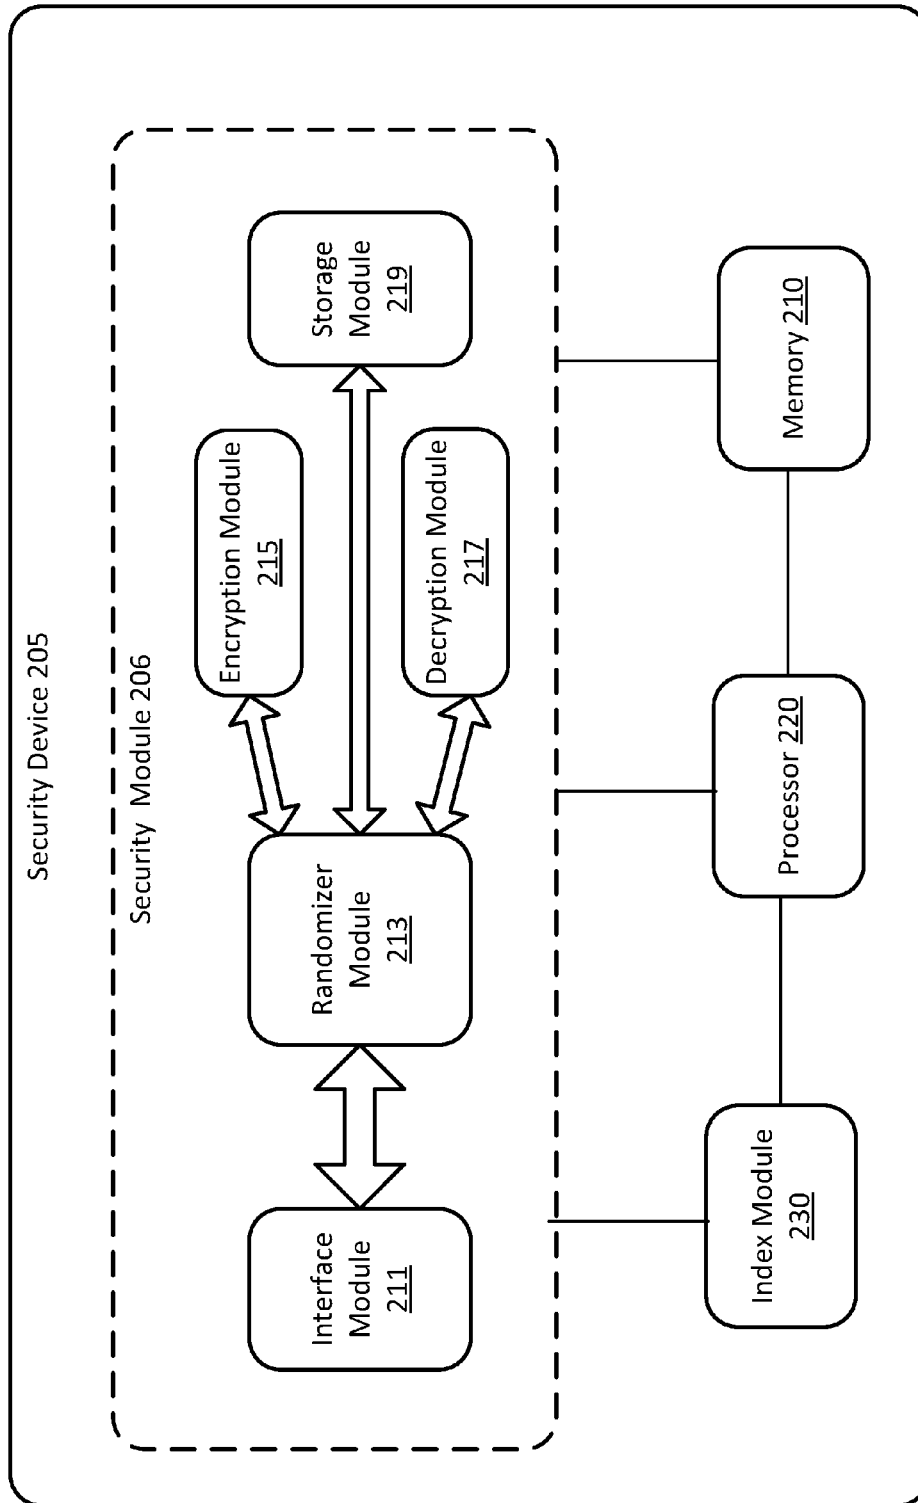 Security Device 205
Security Module 206
Interface
Module
211
Randomizer
Module
213
Encryption Module
215
Decryption Module
217
Storage
Module
219
Index Module
230
Processor 220
Memory 210